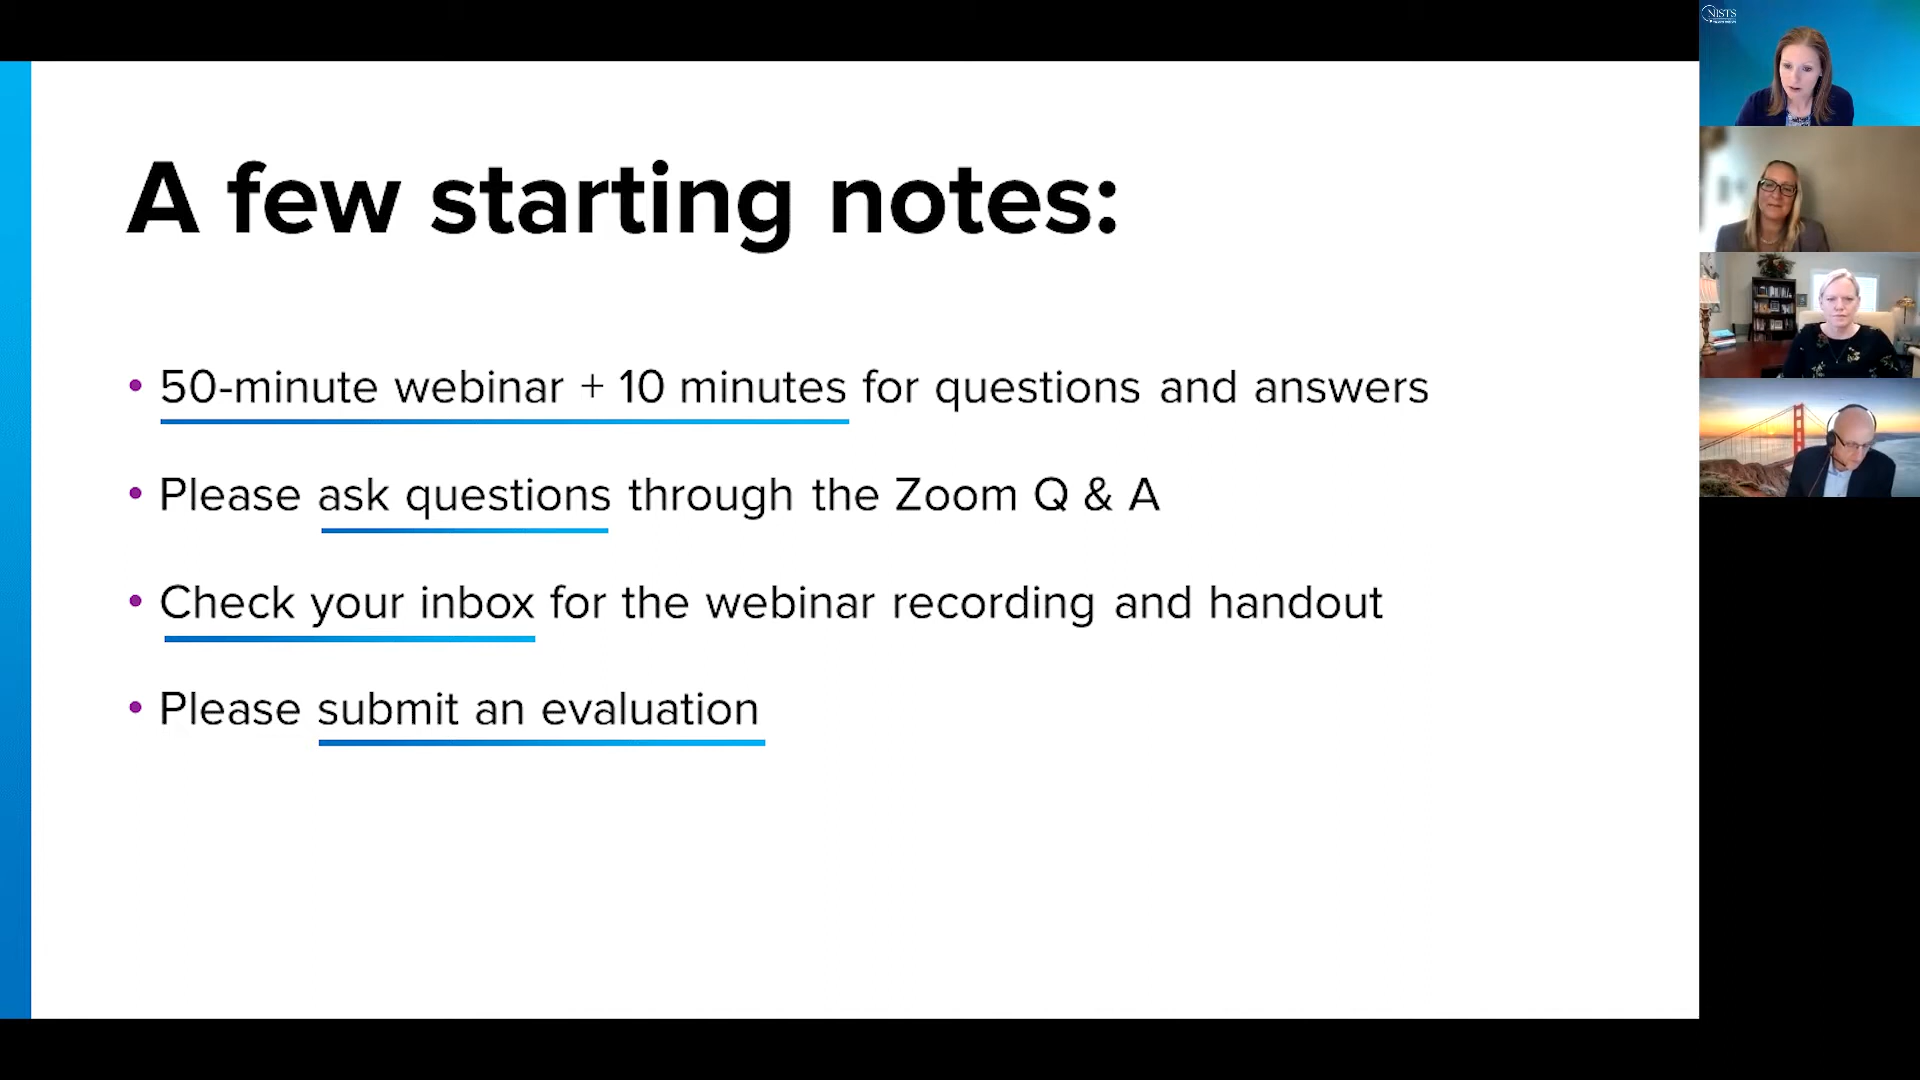 A few starting notes:
• 50-minute webinar + 10 minutes for questions and answers
• Please ask questions through the Zoom Q & A
• Check your inbox for the webinar recording and handout
• Please submit an evaluation
NISTS